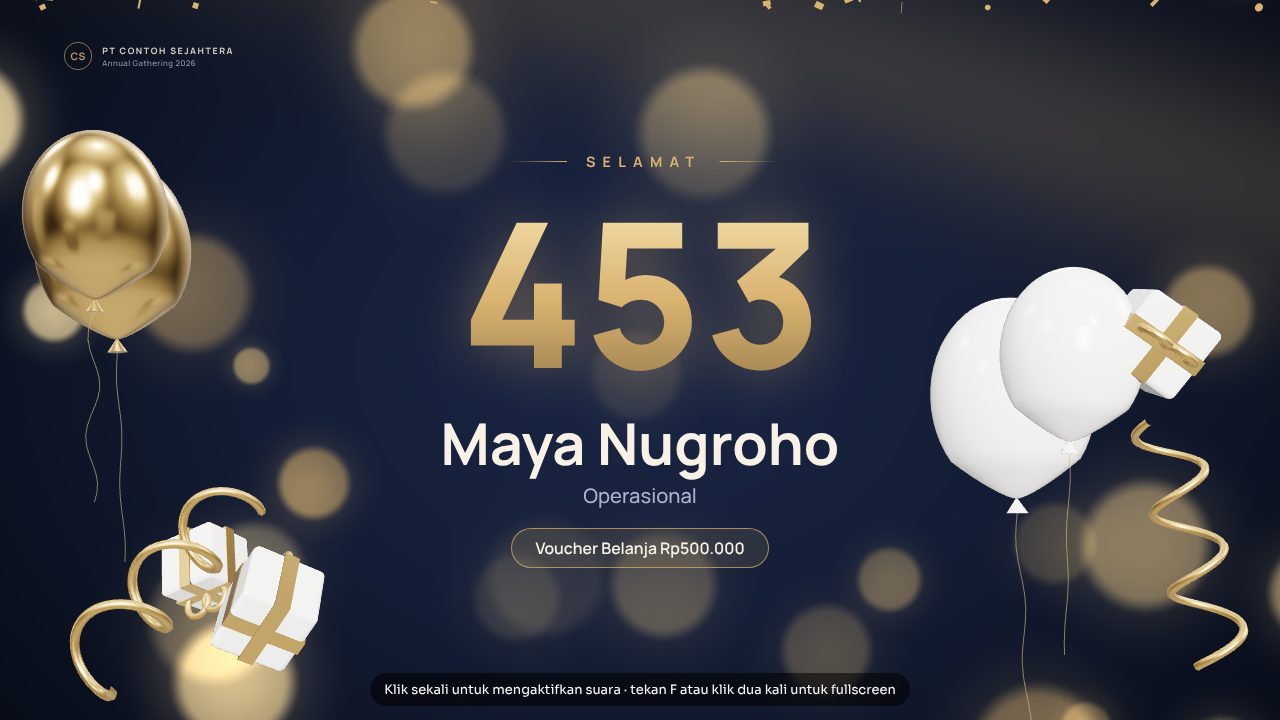 CS
PT CONTOH SEJAHTERA
Annual Gathering 2026
SELAMAT
453
Maya Nugroho
Operasional
Voucher Belanja Rp500.000
Klik sekali untuk mengaktifkan suara · tekan F atau klik dua kali untuk fullscreen